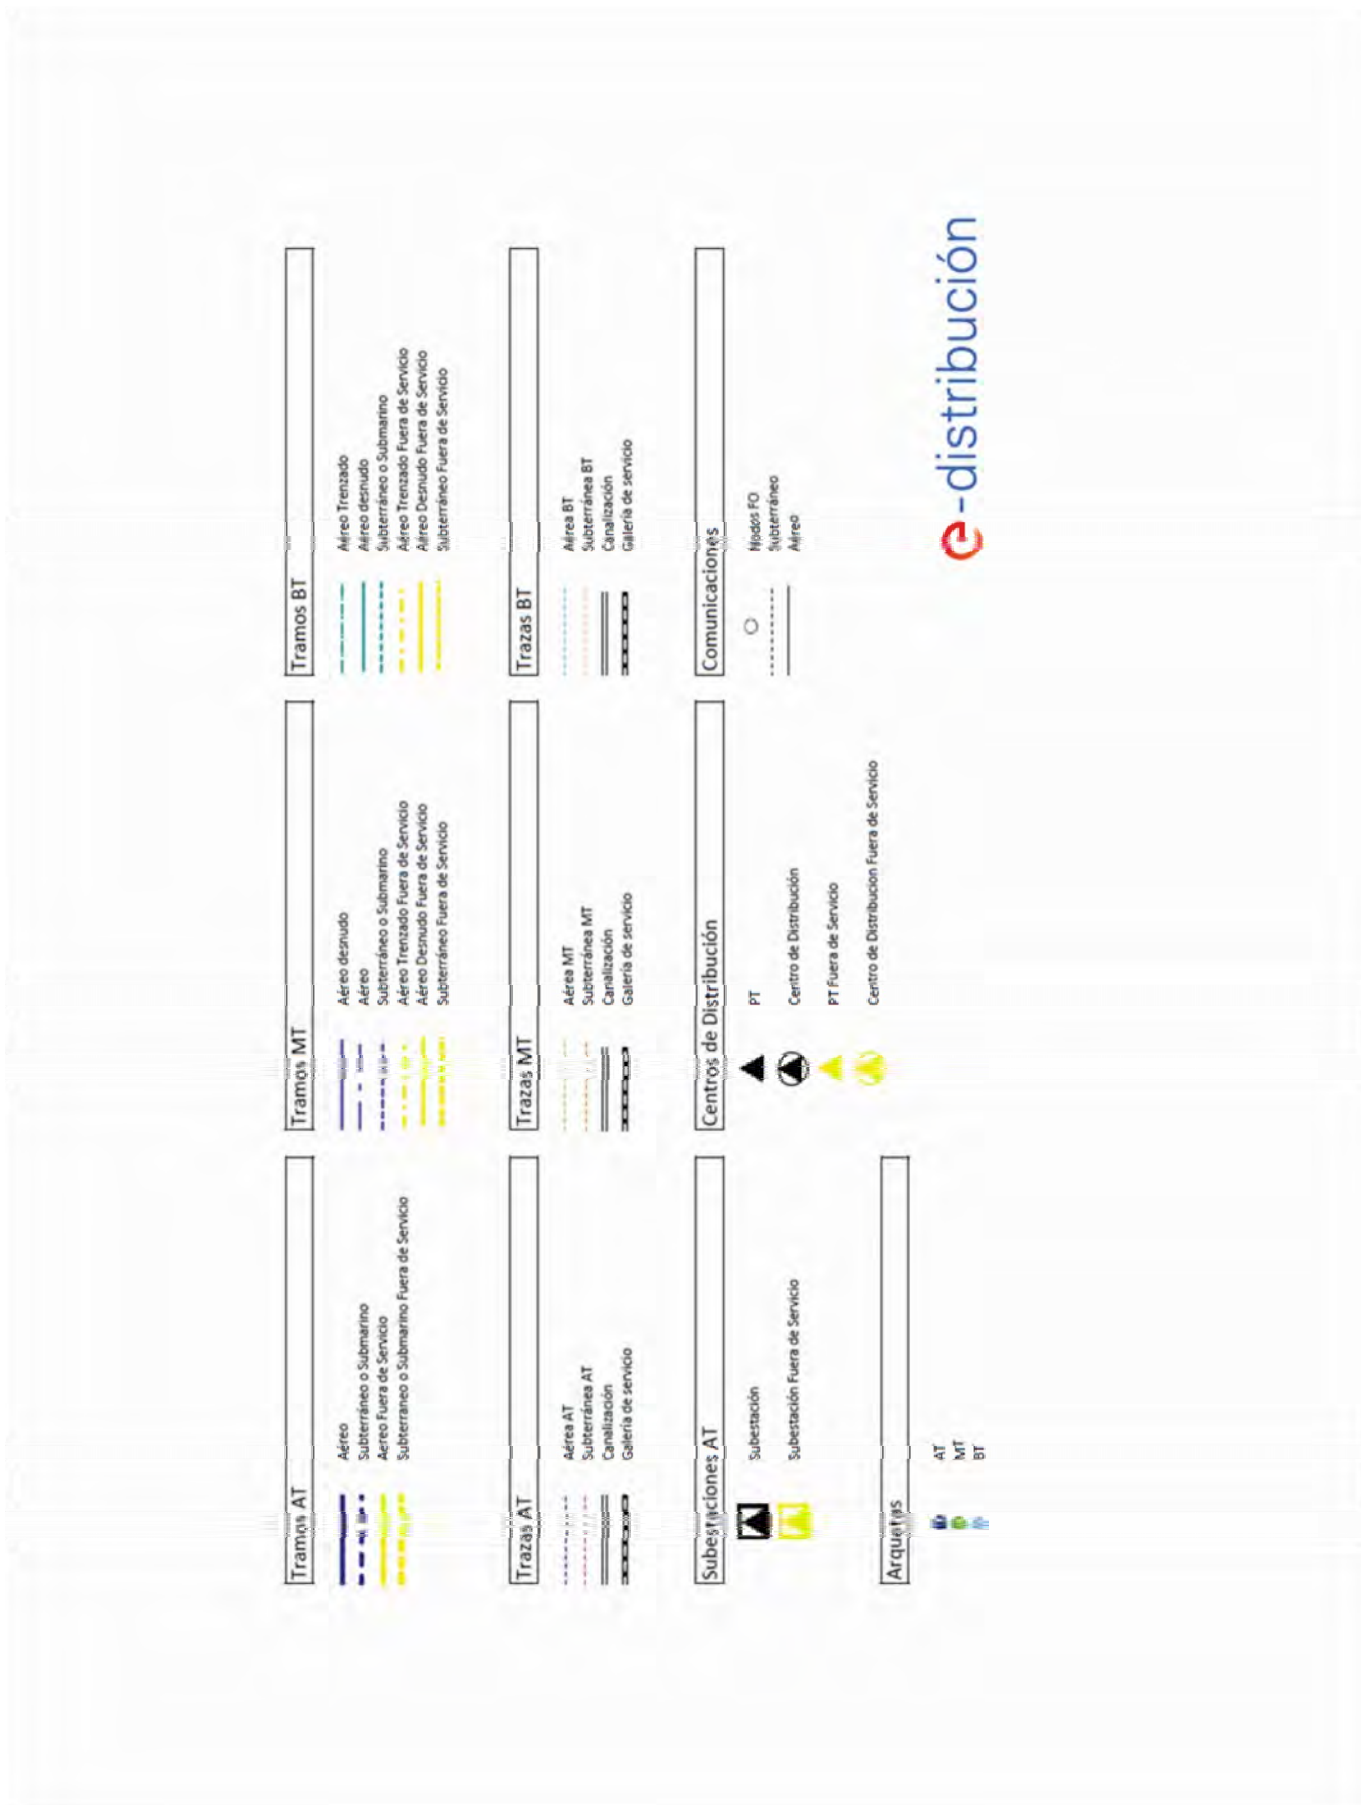 Tramos AT
Aéreo
Subterráneo o Submarino
Aereo Fuera de Servicio
Subterraneo o Submarino Fuera de Servicio
Tramos MT
Aéreo desnudo
Aéreo
Subterráneo o Submarino
Aéreo Trenzado Fuera de Servicio
Aéreo Desnudo Fuera de Servicio
Subterráneo Fuera de Servicio
Tramos BT
Aéreo Trenzado
Aéreo desnudo
Subterráneo o Submarino
Aéreo Trenzado Fuera de Servicio
Aéreo Desnudo Fuera de Servicio
Subterráneo Fuera de Servicio
Trazas AT
Aérea AT
Subterránea AT
Canalización
Galería de servicio
Trazas MT
Aérea MT
Subterránea MT
Canalización
Galería de servicio
Trazas BT
Aérea BT
Subterránea BT
Canalización
Galería de servicio
Subestaciones AT
Subestación
Subestación Fuera de Servicio
Centros de Distribución
PT
Centro de Distribución
PT Fuera de Servicio
Centro de Distribucion Fuera de Servicio
Comunicaciones
Nodos FO
Subterráneo
Aéreo
Arquetas
AT
MT
BT
e-distribución